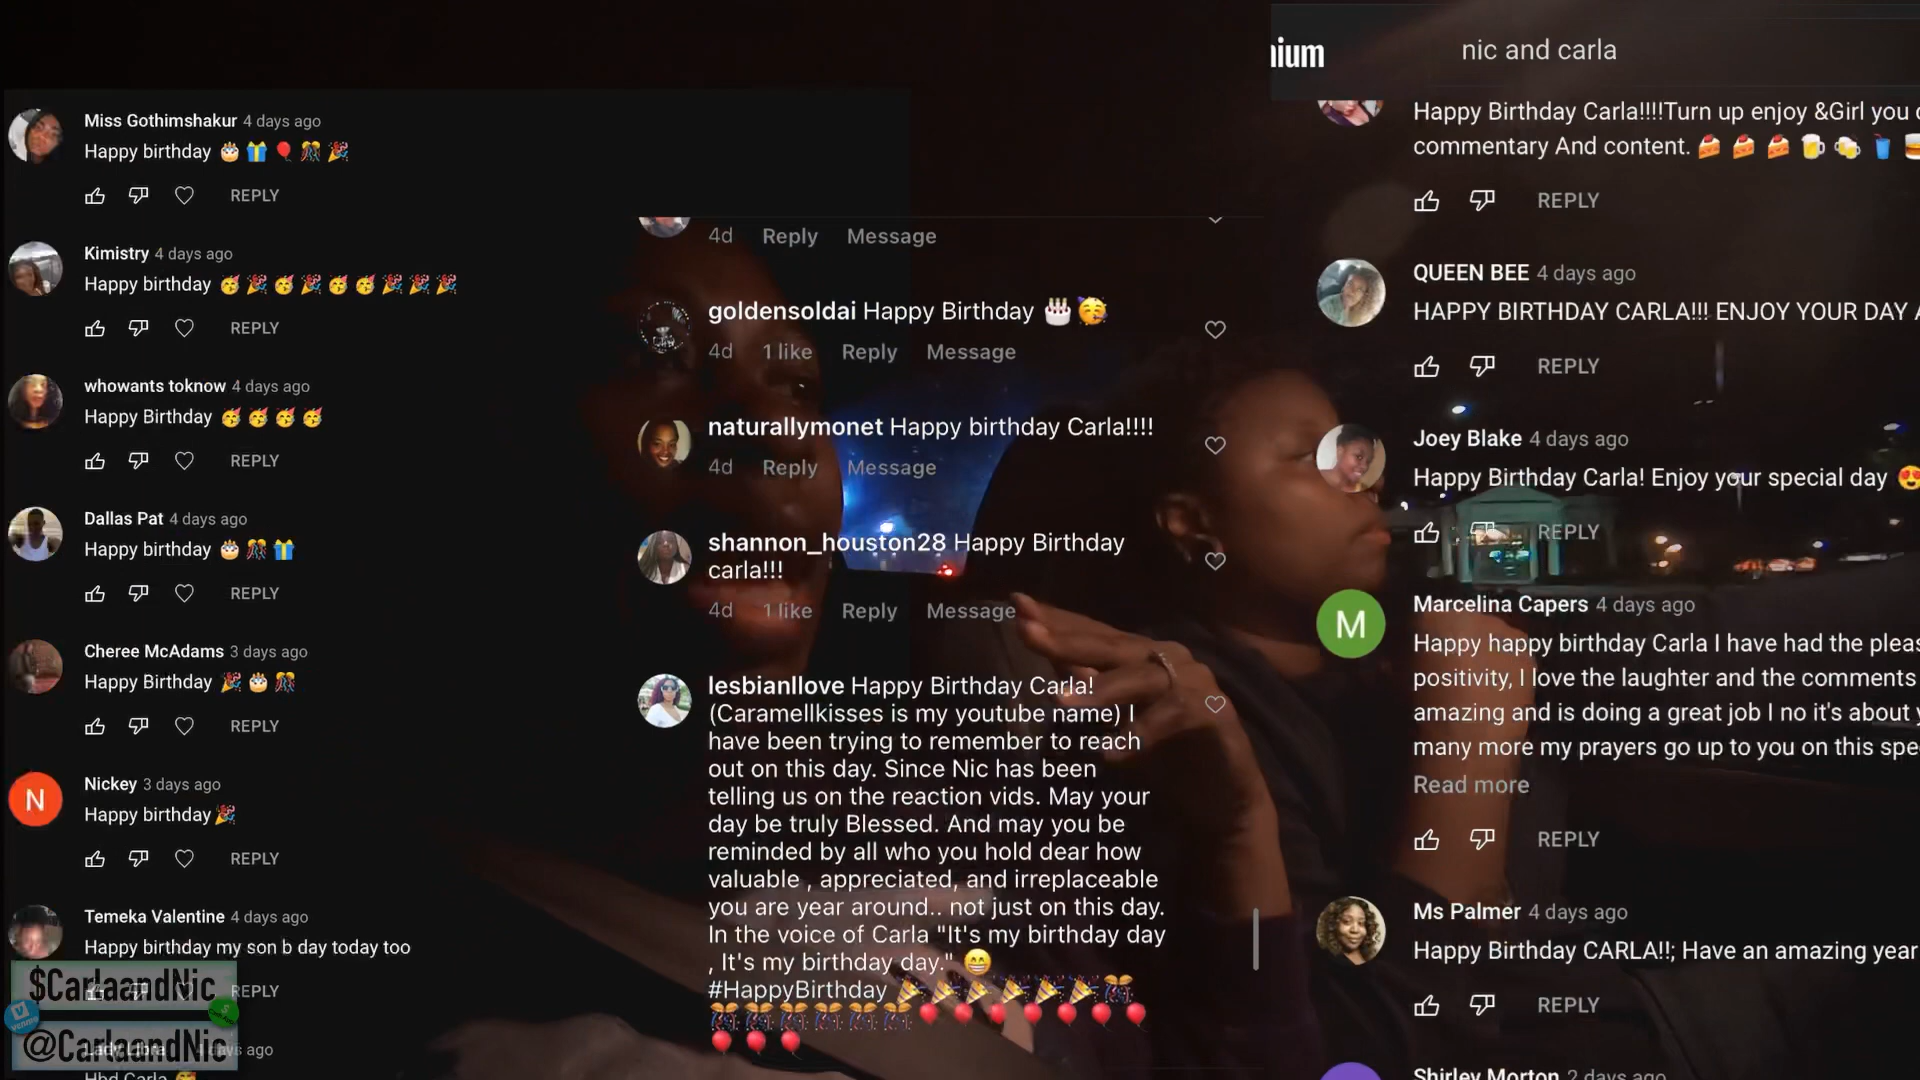 Miss Gothimshakur 4 days ago
Happy birthday 🎂 🎁 🎈 🎊 🎉
REPLY
Kimistry 4 days ago
Happy birthday 🥳 🎉 🥳 🎉 🥳 🥳 🎉 🎉 🎉
REPLY
whowants toknow 4 days ago
Happy Birthday 🥳 🥳 🥳 🥳
REPLY
Dallas Pat 4 days ago
Happy birthday 🎂 🎊 🎁
REPLY
Cheree McAdams 3 days ago
Happy Birthday 🎉 🎂 🎊
REPLY
N
Nickey 3 days ago
Happy birthday 🎉
REPLY
Temeka Valentine 4 days ago
Happy birthday my son b day today too
REPLY
$CarlaandNic
@CarlaandNic
Lady Libra 4 days ago
Hbd Carla 🥳
4d Reply Message
goldensoldai Happy Birthday 🎂🥳
4d 1 like Reply Message
naturallymonet Happy birthday Carla!!!!
4d Reply Message
shannon_houston28 Happy Birthday
carla!!!
4d 1 like Reply Message
lesbianllove Happy Birthday Carla!
(Caramellkisses is my youtube name) I
have been trying to remember to reach
out on this day. Since Nic has been
telling us on the reaction vids. May your
day be truly Blessed. And may you be
reminded by all who you hold dear how
valuable , appreciated, and irreplaceable
you are year around.. not just on this day.
In the voice of Carla "It's my birthday day
, It's my birthday day." 😁
#HappyBirthday 🎉🎉🎉🎉🎉🎉🎊
🎊🎊🎊🎊🎊🎊🎈🎈🎈🎈🎈🎈🎈
🎈🎈🎈
nium
nic and carla
Happy Birthday Carla!!!!Turn up enjoy &Girl you
commentary And content. 🍰 🍰 🍰 🍺 🍻 🥤 🍔
REPLY
QUEEN BEE 4 days ago
HAPPY BIRTHDAY CARLA!!! ENJOY YOUR DAY A
REPLY
Joey Blake 4 days ago
Happy Birthday Carla! Enjoy your special day 😍
REPLY
M
Marcelina Capers 4 days ago
Happy happy birthday Carla I have had the pleas
positivity, I love the laughter and the comments
amazing and is doing a great job I no it's about y
many more my prayers go up to you on this spe
Read more
REPLY
Ms Palmer 4 days ago
Happy Birthday CARLA!!; Have an amazing year
REPLY
Shirley Morton 2 days ago